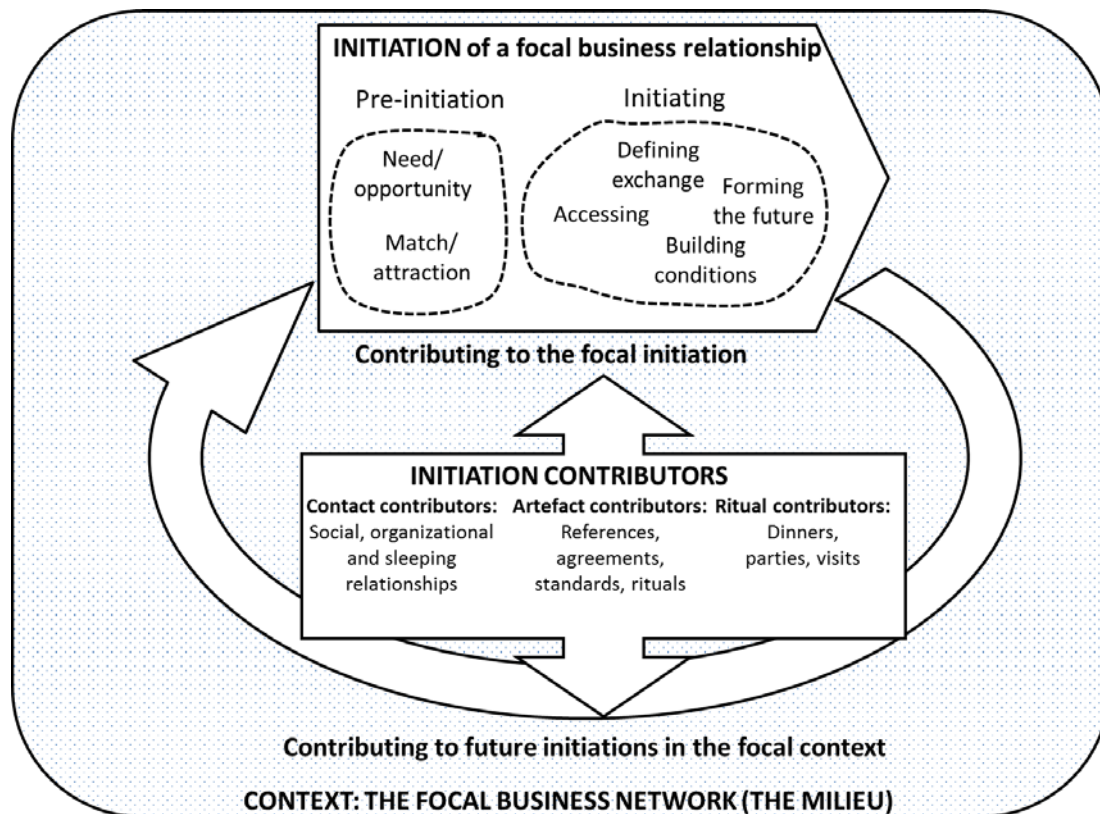 INITIATION of a focal business relationship
Pre-initiation
Need/
opportunity
Match/
attraction
Initiating
Defining
exchange
Forming
the future
Accessing
Building
conditions
Contributing to the focal initiation
INITIATION CONTRIBUTORS
Contact contributors:
Social, organizational
and sleeping
relationships
Artefact contributors:
References,
agreements,
standards, rituals
Ritual contributors:
Dinners,
parties, visits
Contributing to future initiations in the focal context
CONTEXT: THE FOCAL BUSINESS NETWORK (THE MILIEU)